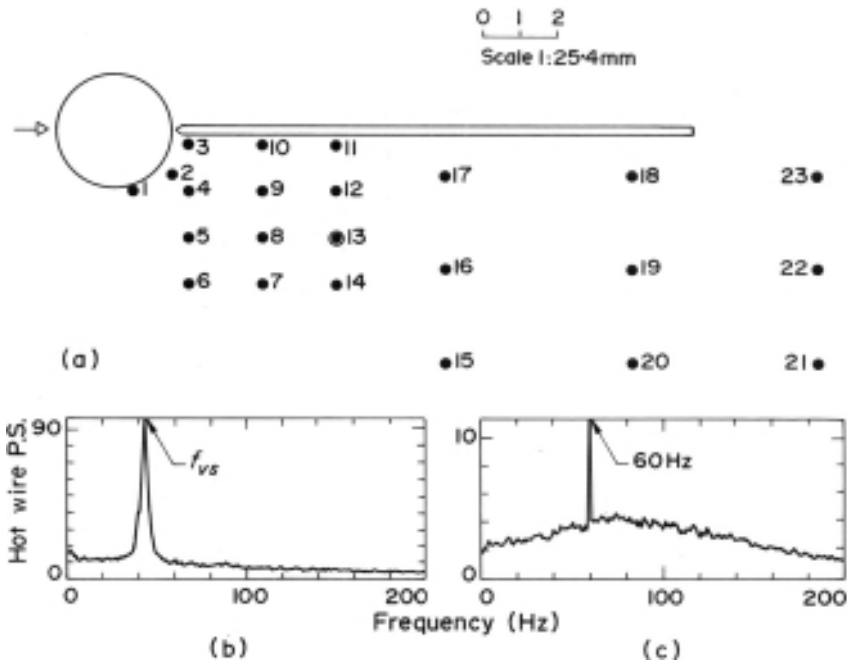 0 1 2
Scale 1:25·4mm
3 10 11
2 17 18 23
1 4 9 12
5 8 13
16 19 22
6 7 14
(a) 15 20 21
90 10
f_vs 60Hz
Hot wire P.S.
0 0
0 100 200 0 100 200
Frequency (Hz)
(b) (c)